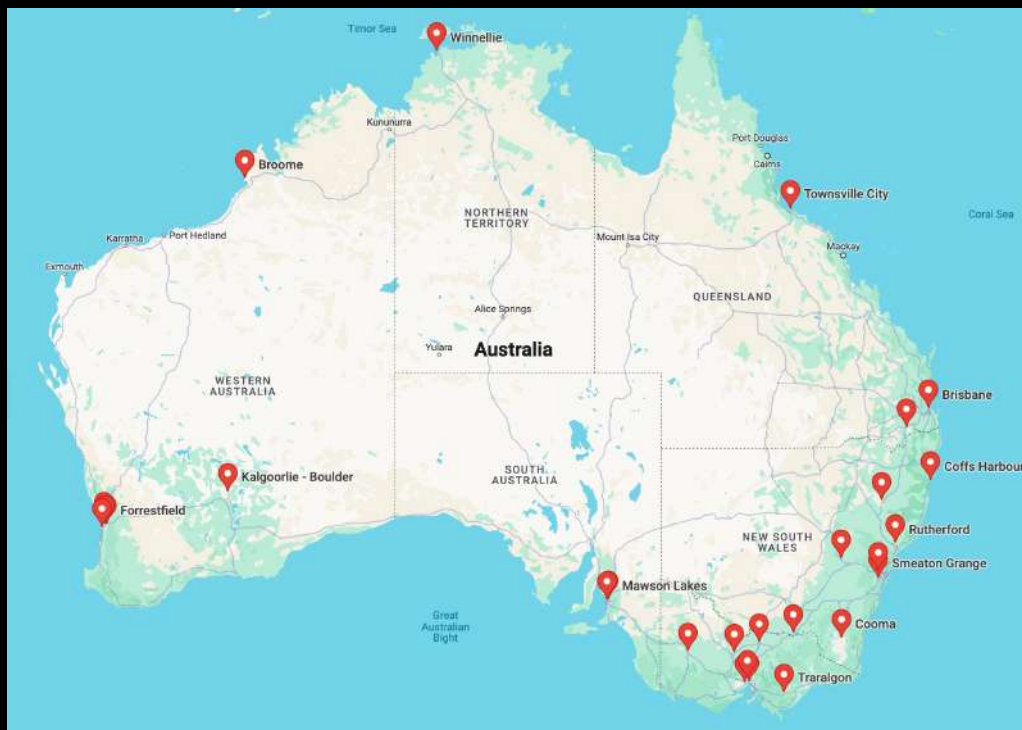 Timor Sea
Winnellie
Kununurra
Port Douglas
Cairns
Broome
Townsville City
NORTHERN
TERRITORY
Coral Sea
Karratha
Port Hedland
Mount Isa City
Mackay
Exmouth
QUEENSLAND
Alice Springs
Yulara
Australia
WESTERN
AUSTRALIA
Brisbane
SOUTH
AUSTRALIA
Coffs Harbour
Kalgoorlie - Boulder
Forrestfield
NEW SOUTH
WALES
Rutherford
Smeaton Grange
Mawson Lakes
Great
Australian
Bight
Cooma
Traralgon